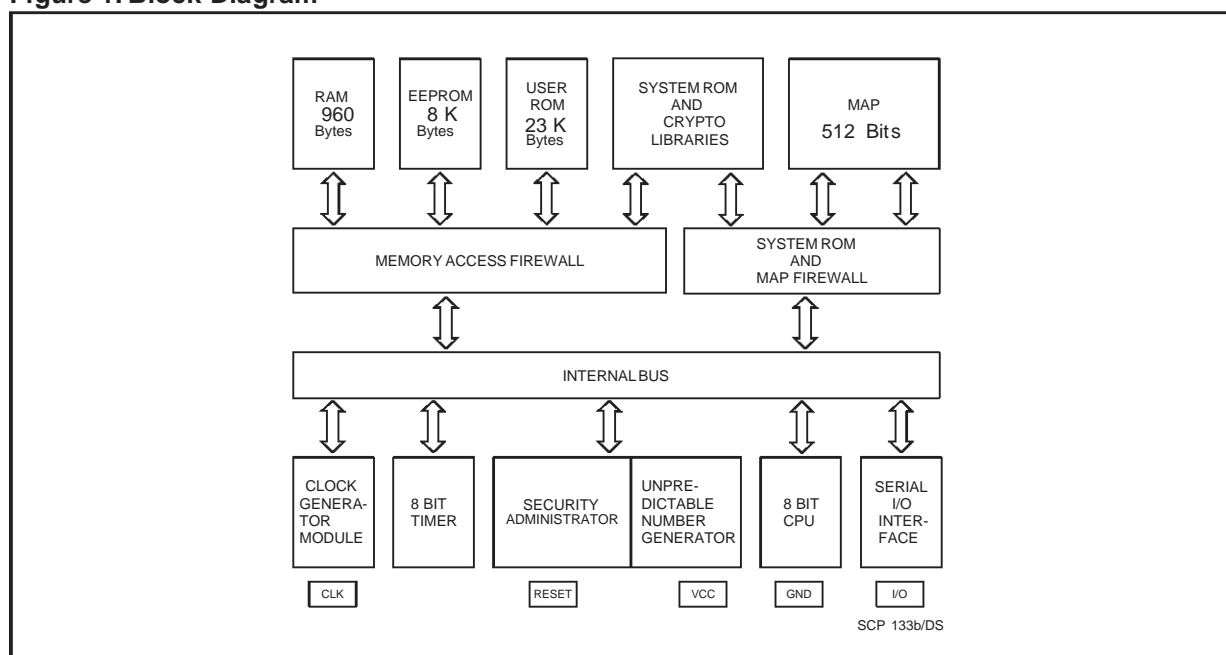 Figure 1. Block Diagram
RAM
960
Bytes
EEPROM
8 K
Bytes
USER
ROM
23 K
Bytes
SYSTEM ROM
AND
CRYPTO
LIBRARIES
MAP
512 Bits
MEMORY ACCESS FIREWALL
SYSTEM ROM
AND
MAP FIREWALL
INTERNAL BUS
CLOCK
GENERA-
TOR
MODULE
8 BIT
TIMER
SECURITY
ADMINISTRATOR
UNPRE-
DICTABLE
NUMBER
GENERATOR
8 BIT
CPU
SERIAL
I/O
INTER-
FACE
CLK
RESET
VCC
GND
I/O
SCP 133b/DS